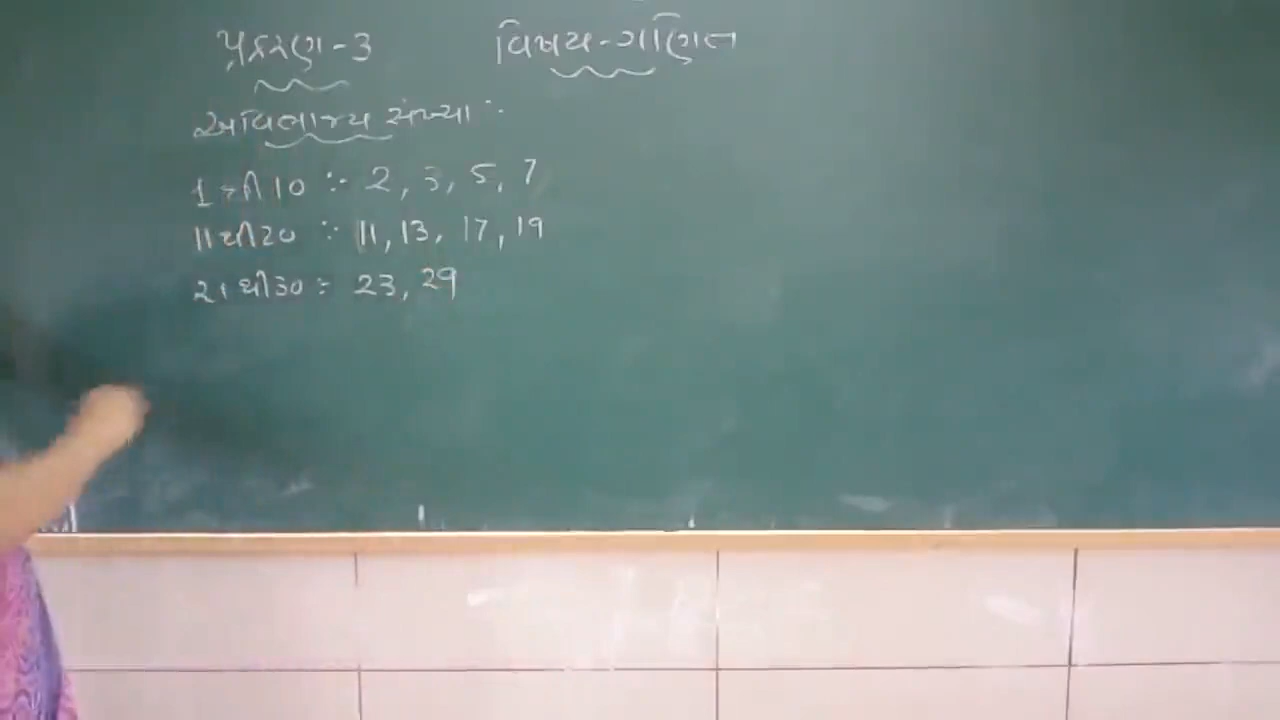 પ્રકરણ-3 વિષય-ગણિત
અવિભાજ્ય સંખ્યા :-
1 થી 10 :- 2, 3, 5, 7
11 થી 20 :- 11, 13, 17, 19
21 થી 30 :- 23, 29